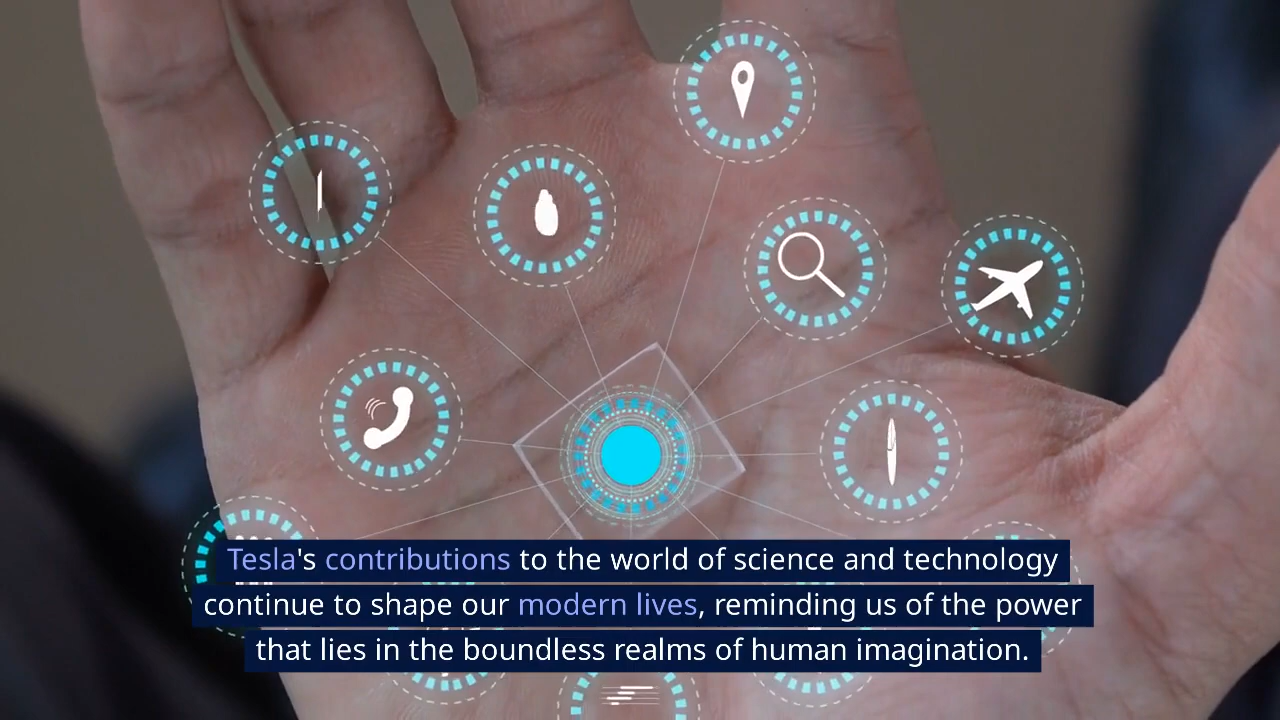 Tesla's contributions to the world of science and technology
continue to shape our modern lives, reminding us of the power
that lies in the boundless realms of human imagination.